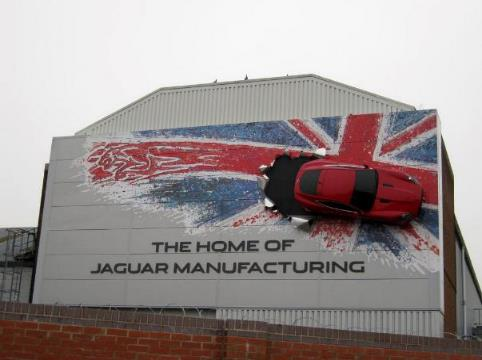 THE HOME OF
JAGUAR MANUFACTURING